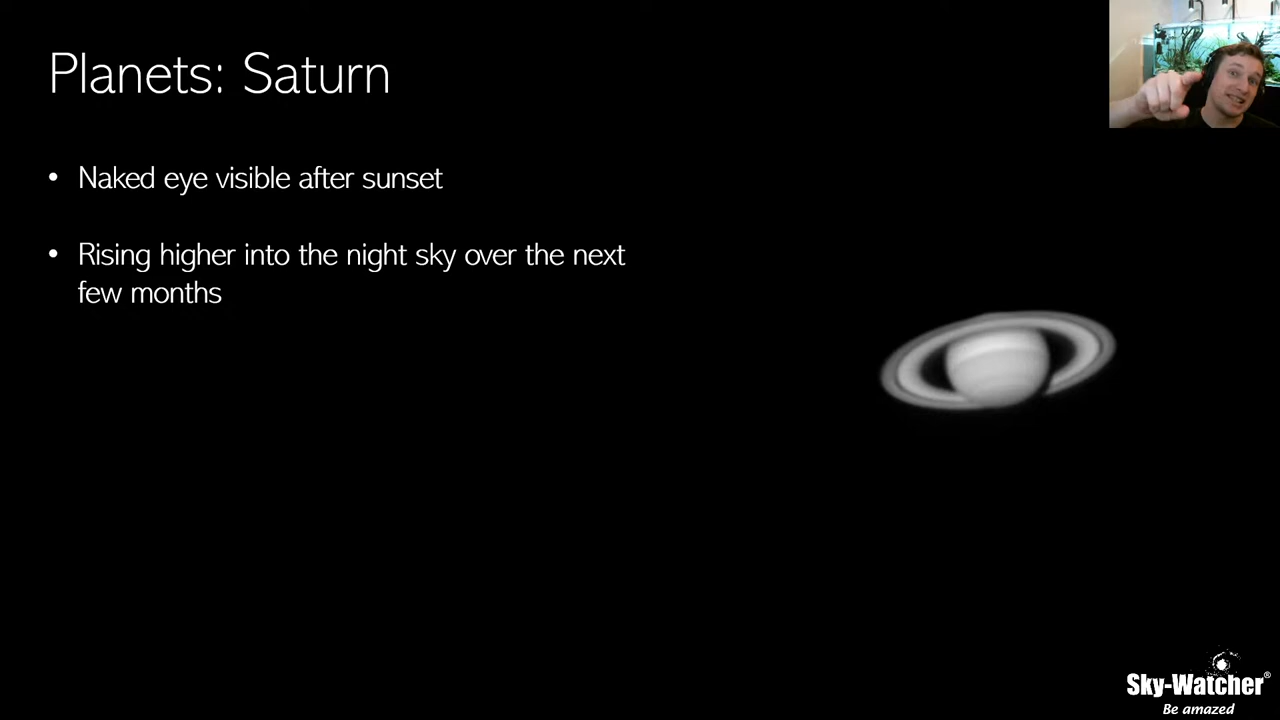 Planets: Saturn
• Naked eye visible after sunset
• Rising higher into the night sky over the next
few months
Sky-Watcher®
Be amazed